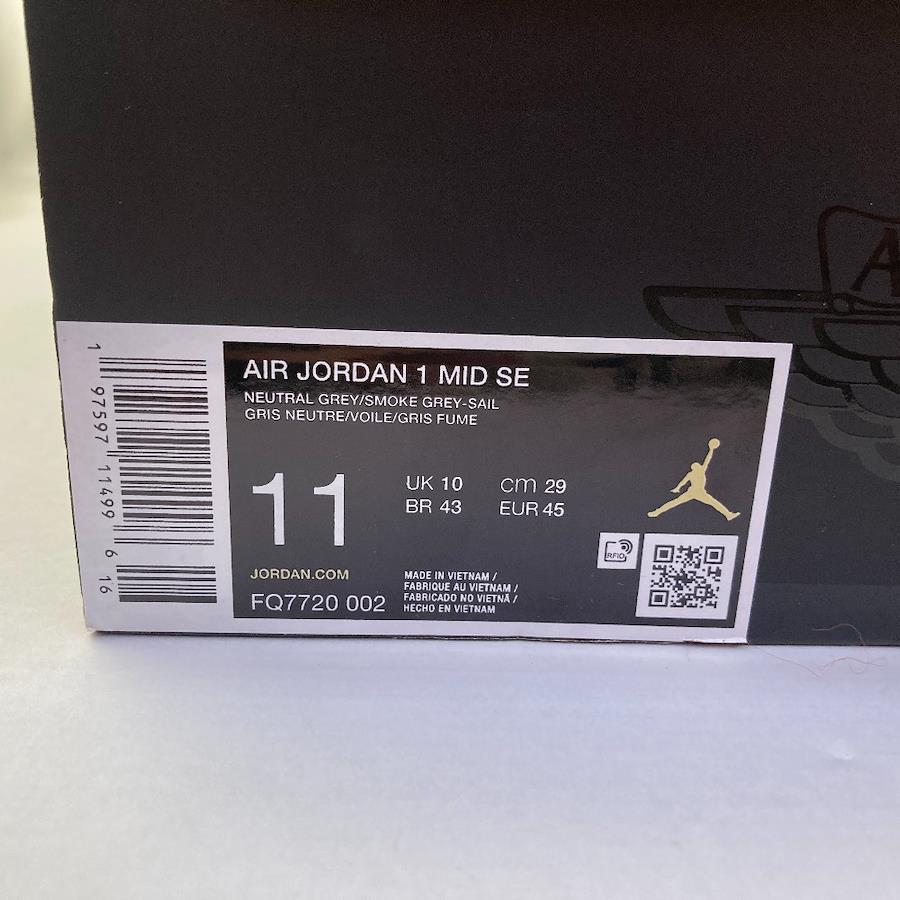 AIR JORDAN 1 MID SE
NEUTRAL GREY/SMOKE GREY-SAIL
GRIS NEUTRE/VOILE/GRIS FUME
11
UK 10
cm 29
BR 43
EUR 45
JORDAN.COM
FQ7720 002
MADE IN VIETNAM /
FABRIQUE AU VIETNAM /
FABRICADO NO VIETNÃ /
HECHO EN VIETNAM
RFID
1 97597 11499 6 16